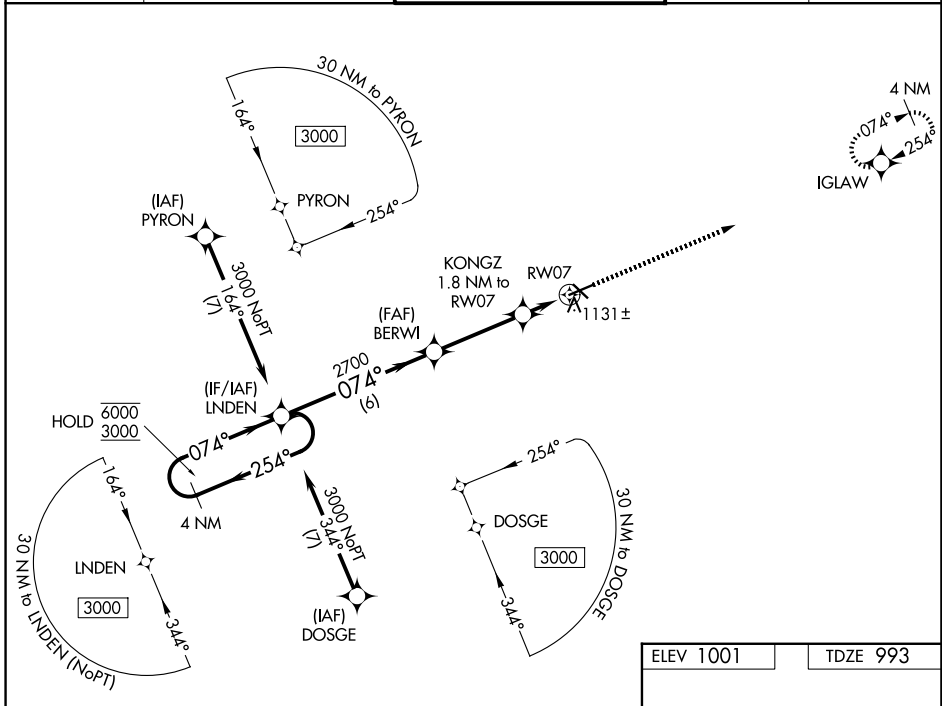 30 NM to PYRON
164°
3000
PYRON
254°
4 NM
074°
254°
IGLAW
(IAF)
PYRON
3000 NoPT
164°
(7)
KONGZ
1.8 NM to
RW07
RW07
1131±
(FAF)
BERWI
2700
074°
(6)
(IF/IAF)
LNDEN
HOLD 6000
3000
074°
254°
4 NM
3000 NoPT
344°
(7)
(IAF)
DOSGE
164°
LNDEN
3000
344°
30 NM to LNDEN (NoPT)
254°
DOSGE
3000
344°
30 NM to DOSGE
ELEV 1001
TDZE 993